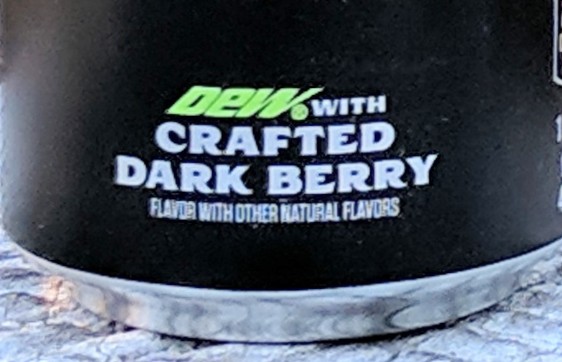 DEW® WITH
CRAFTED
DARK BERRY
FLAVOR WITH OTHER NATURAL FLAVORS